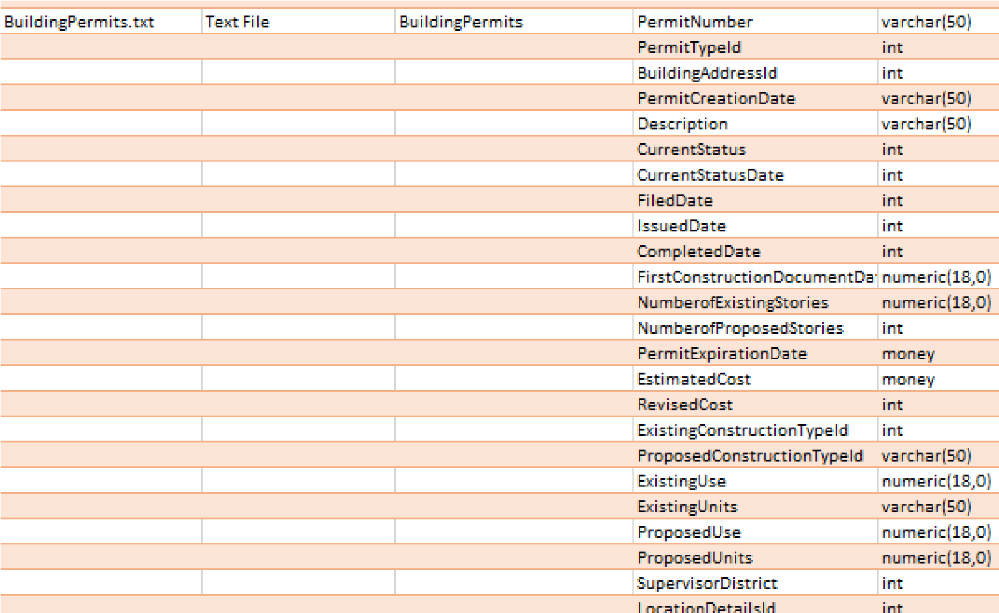 BuildingPermits.txt Text File BuildingPermits PermitNumber varchar(50)
PermitTypeId int
BuildingAddressId int
PermitCreationDate varchar(50)
Description varchar(50)
CurrentStatus int
CurrentStatusDate int
FiledDate int
IssuedDate int
CompletedDate int
FirstConstructionDocumentDa numeric(18,0)
NumberofExistingStories numeric(18,0)
NumberofProposedStories int
PermitExpirationDate money
EstimatedCost money
RevisedCost int
ExistingConstructionTypeId int
ProposedConstructionTypeId varchar(50)
ExistingUse numeric(18,0)
ExistingUnits varchar(50)
ProposedUse numeric(18,0)
ProposedUnits numeric(18,0)
SupervisorDistrict int
LocationDetailsId int